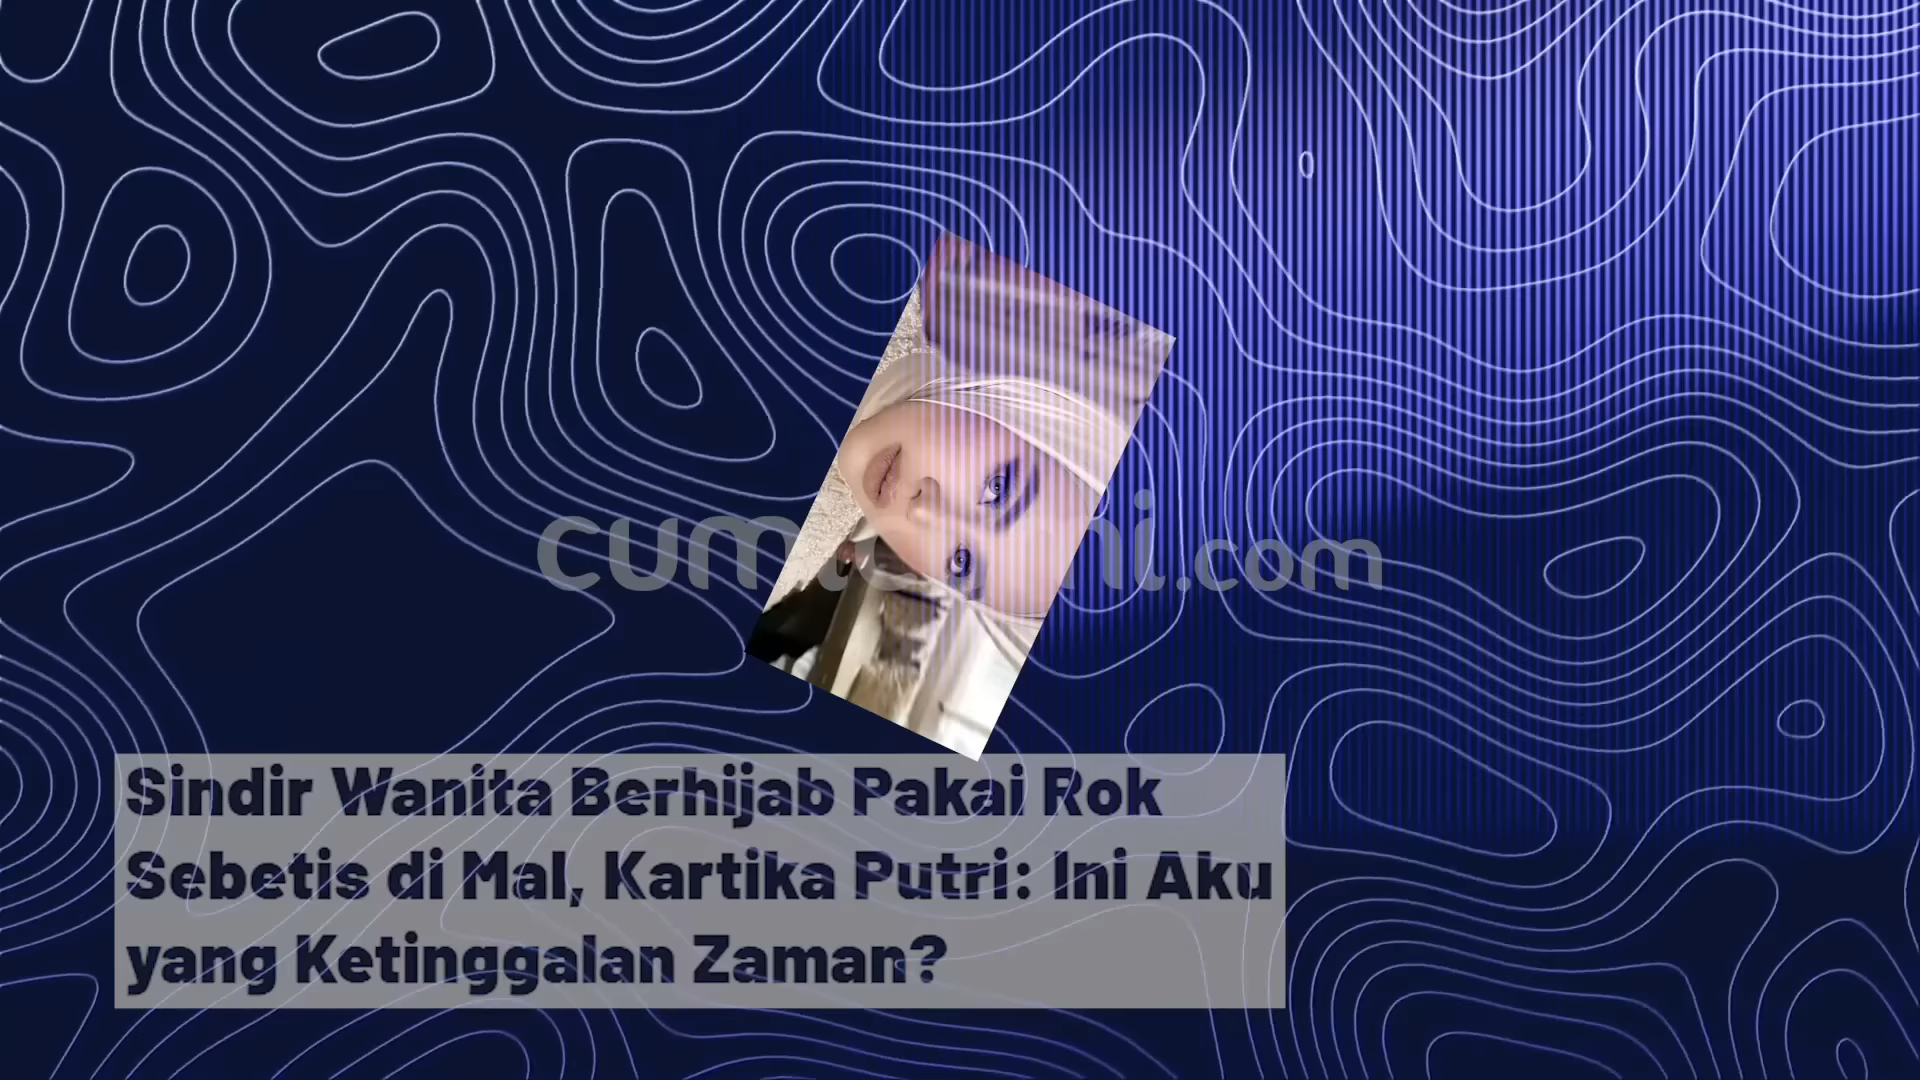 Sindir Wanita Berhijab Pakai Rok
Sebetis di Mal, Kartika Putri: Ini Aku
yang Ketinggalan Zaman?